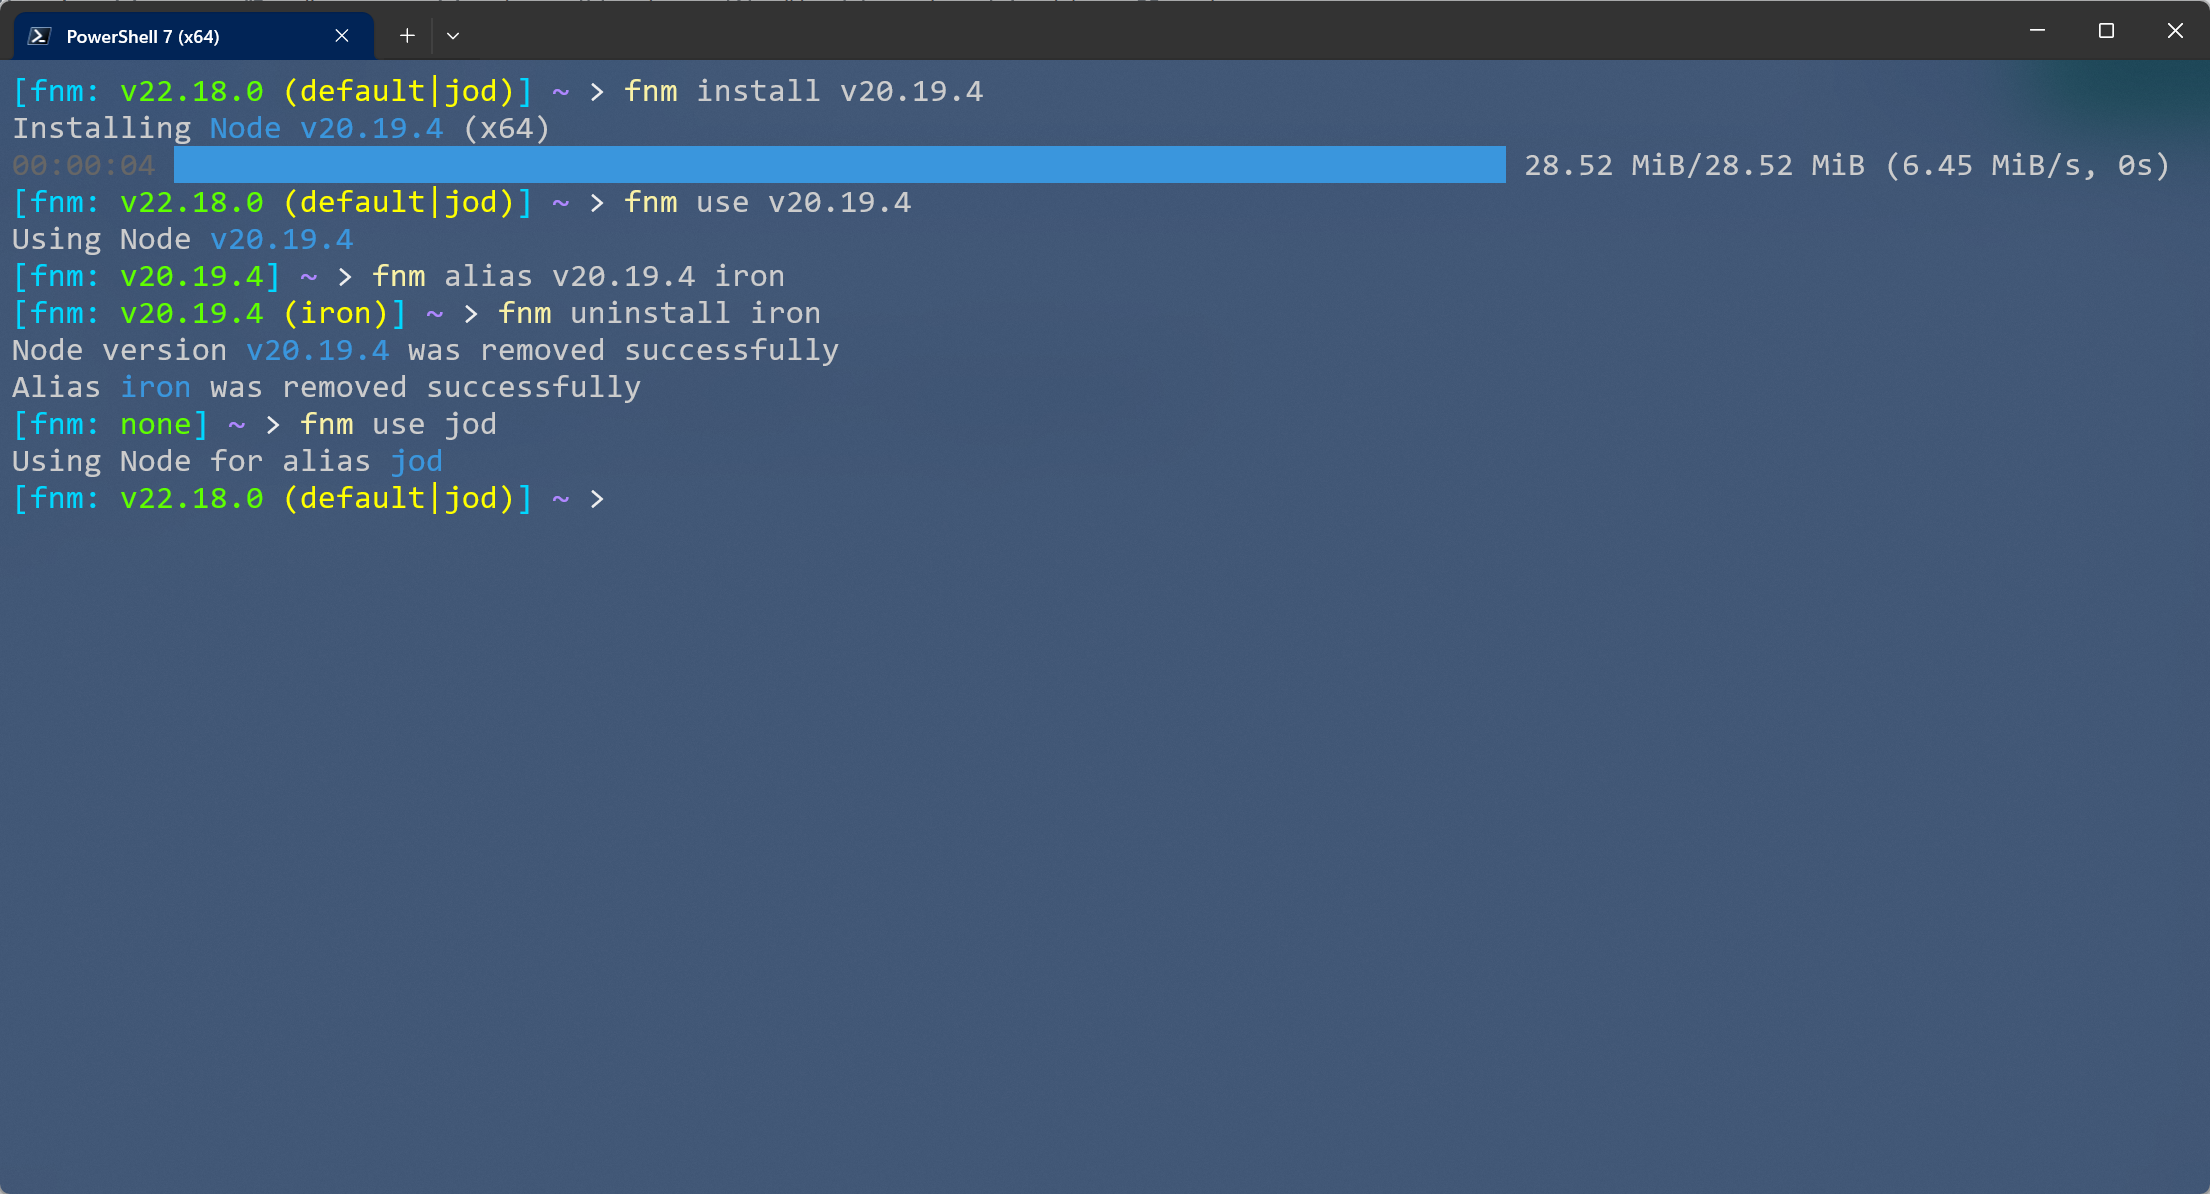 PowerShell 7 (x64)
[fnm: v22.18.0 (default|jod)] ~ > fnm install v20.19.4
Installing Node v20.19.4 (x64)
00:00:04 28.52 MiB/28.52 MiB (6.45 MiB/s, 0s)
[fnm: v22.18.0 (default|jod)] ~ > fnm use v20.19.4
Using Node v20.19.4
[fnm: v20.19.4] ~ > fnm alias v20.19.4 iron
[fnm: v20.19.4 (iron)] ~ > fnm uninstall iron
Node version v20.19.4 was removed successfully
Alias iron was removed successfully
[fnm: none] ~ > fnm use jod
Using Node for alias jod
[fnm: v22.18.0 (default|jod)] ~ >